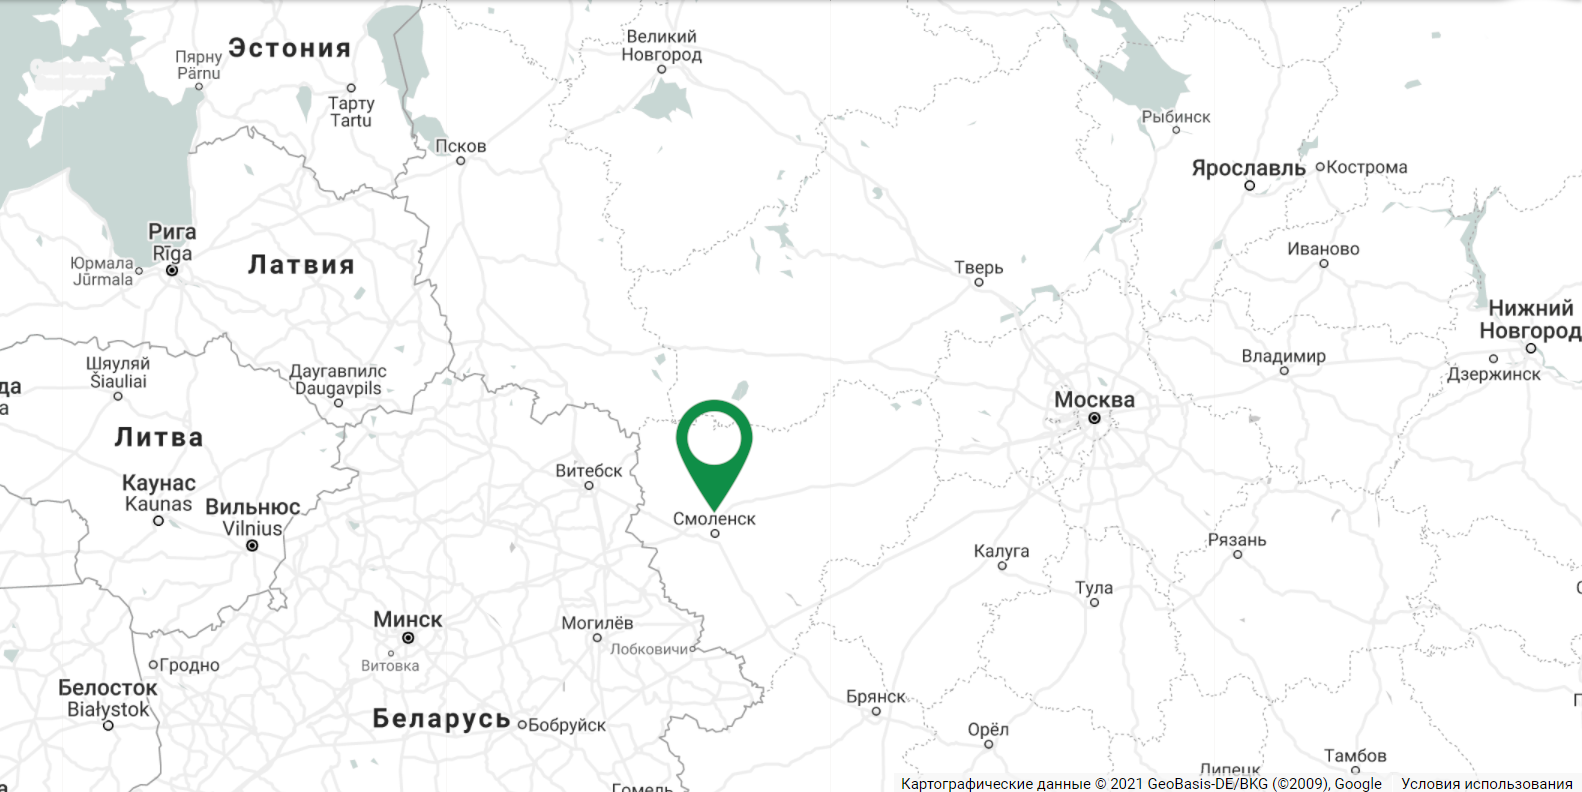 Великий
Новгород
Эстония
Пярну
Pärnu
Тарту
Tartu
Рыбинск
Псков
Ярославль
Кострома
Рига
Rīga
Юрмала
Jūrmala
Латвия
Иваново
Тверь
Нижний
Новгород
Шяуляй
Šiauliai
Даугавпилс
Daugavpils
Владимир
Дзержинск
да
a
Москва
Литва
Витебск
Каунас
Kaunas
Вильнюс
Vilnius
Смоленск
Рязань
Калуга
Тула
Минск
Могилёв
Лобковичи
Витовка
Гродно
Белосток
Białystok
Брянск
Беларусь
Бобруйск
Орёл
Тамбов
Липецк
Гомель
Картографические данные © 2021 GeoBasis-DE/BKG (©2009), Google
Условия использования